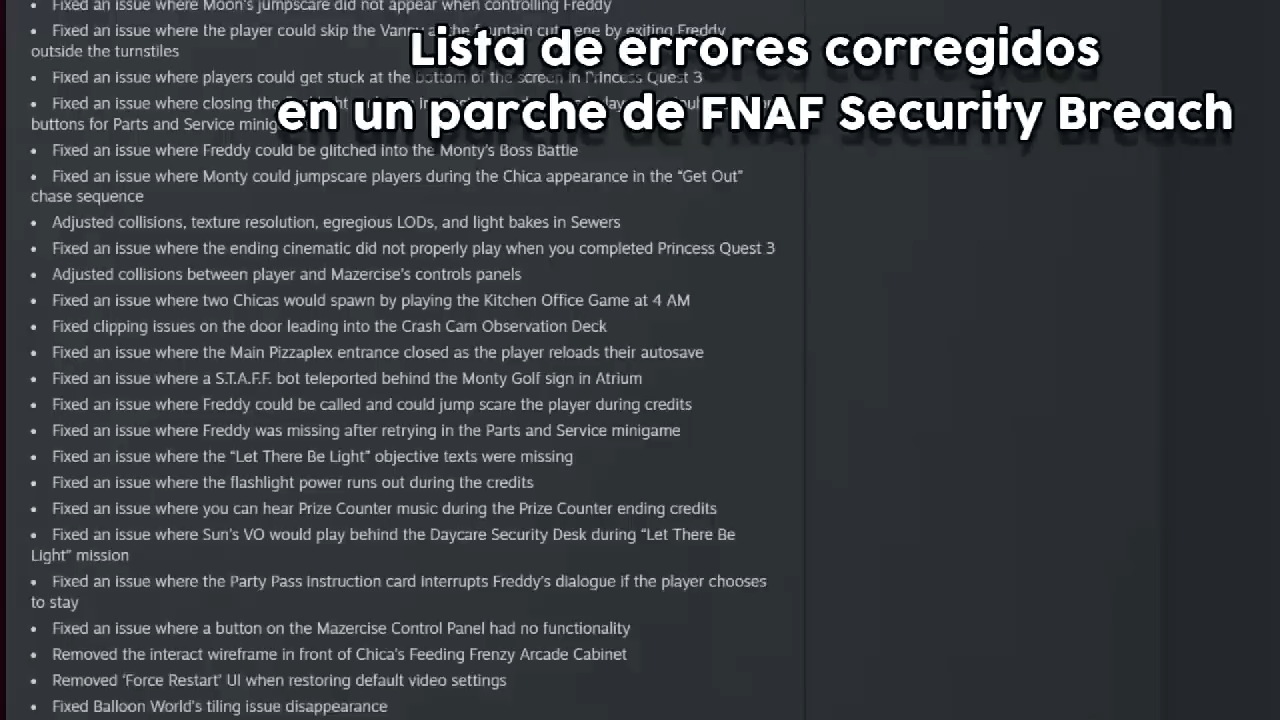 • Fixed an issue where Moon's jumpscare did not appear when controlling Freddy
• Fixed an issue where the player could skip the Vanny at the fountain cutscene by exiting Freddy
outside the turnstiles
Lista de errores corregidos
en un parche de FNAF Security Breach
• Fixed an issue where players could get stuck at the bottom of the screen in Princess Quest 3
• Fixed an issue where closing the
buttons for Parts and Service
• Fixed an issue where Freddy could be glitched into the Monty's Boss Battle
• Fixed an issue where Monty could jumpscare players during the Chica appearance in the “Get Out”
chase sequence
• Adjusted collisions, texture resolution, egregious LODs, and light bakes in Sewers
• Fixed an issue where the ending cinematic did not properly play when you completed Princess Quest 3
• Adjusted collisions between player and Mazercise's controls panels
• Fixed an issue where two Chicas would spawn by playing the Kitchen Office Game at 4 AM
• Fixed clipping issues on the door leading into the Crash Cam Observation Deck
• Fixed an issue where the Main Pizzaplex entrance closed as the player reloads their autosave
• Fixed an issue where a S.T.A.F.F. bot teleported behind the Monty Golf sign in Atrium
• Fixed an issue where Freddy could be called and could jump scare the player during credits
• Fixed an issue where Freddy was missing after retrying in the Parts and Service minigame
• Fixed an issue where the “Let There Be Light” objective texts were missing
• Fixed an issue where the flashlight power runs out during the credits
• Fixed an issue where you can hear Prize Counter music during the Prize Counter ending credits
• Fixed an issue where Sun's VO would play behind the Daycare Security Desk during “Let There Be
Light” mission
• Fixed an issue where the Party Pass Instruction card interrupts Freddy's dialogue if the player chooses
to stay
• Fixed an issue where a button on the Mazercise Control Panel had no functionality
• Removed the interact wireframe in front of Chica's Feeding Frenzy Arcade Cabinet
• Removed ‘Force Restart’ UI when restoring default video settings
• Fixed Balloon World's tiling issue disappearance